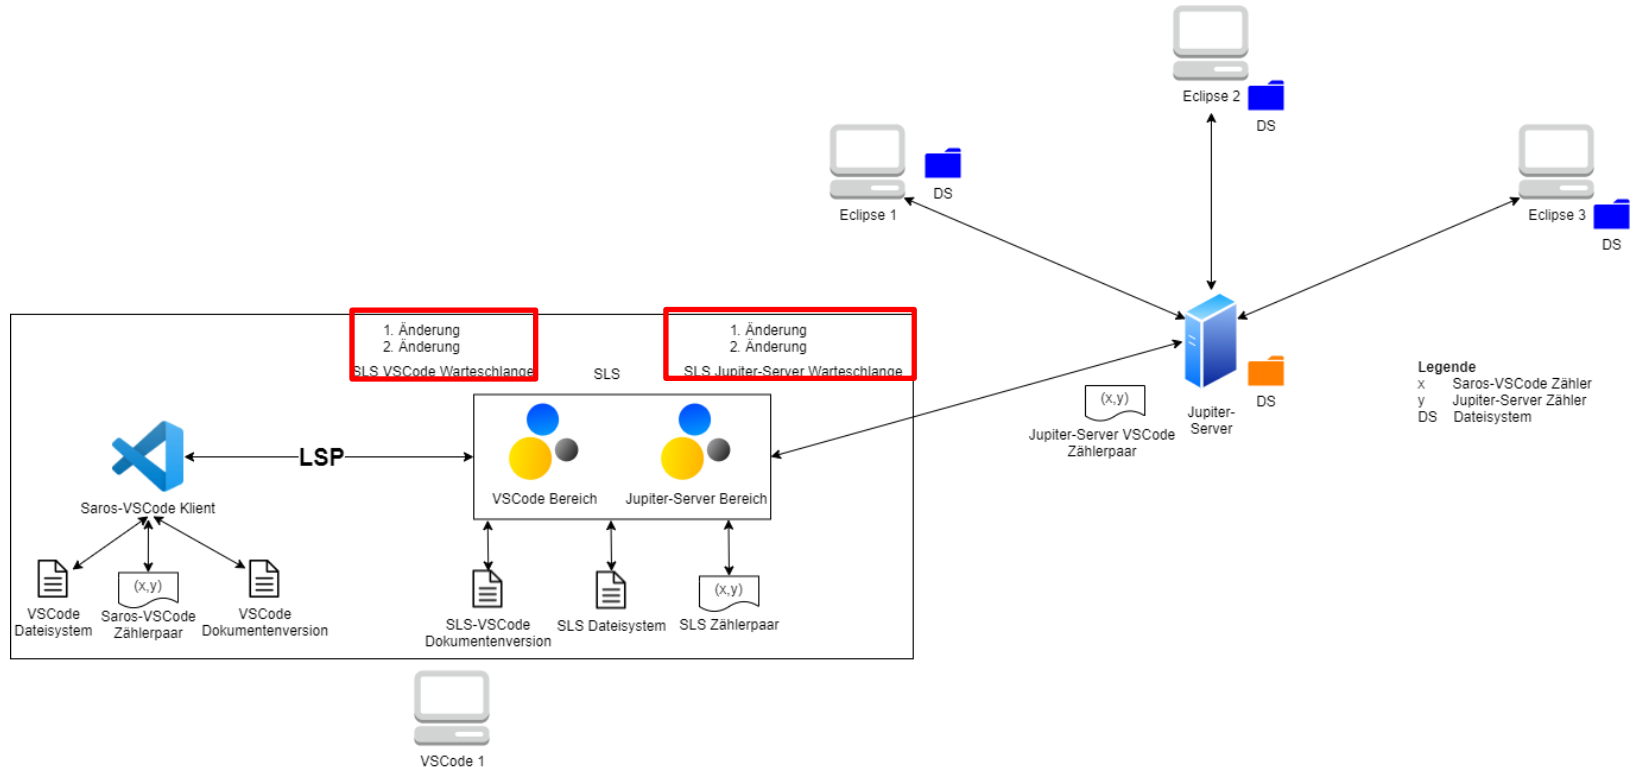 Eclipse 2
DS
Eclipse 1
DS
Eclipse 3
DS
1. Änderung
2. Änderung
SLS VSCode Warteschlange
SLS
1. Änderung
2. Änderung
SLS Jupiter-Server Warteschlange
(x,y)
Jupiter-Server VSCode
Zählerpaar
Jupiter-
Server
DS
Legende
x Saros-VSCode Zähler
y Jupiter-Server Zähler
DS Dateisystem
LSP
Saros-VSCode Klient
VSCode Bereich
Jupiter-Server Bereich
VSCode
Dateisystem
(x,y)
Saros-VSCode
Zählerpaar
VSCode
Dokumentenversion
SLS-VSCode
Dokumentenversion
SLS Dateisystem
(x,y)
SLS Zählerpaar
VSCode 1